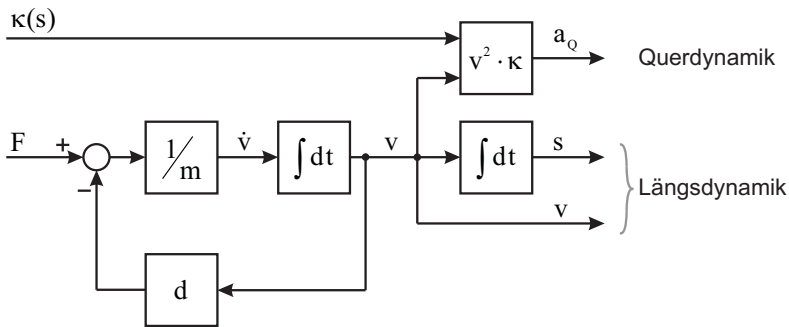 κ(s)
v² · κ
a_Q
Querdynamik
F
+
−
1/m
v̇
∫ dt
v
∫ dt
s
v
Längsdynamik
d